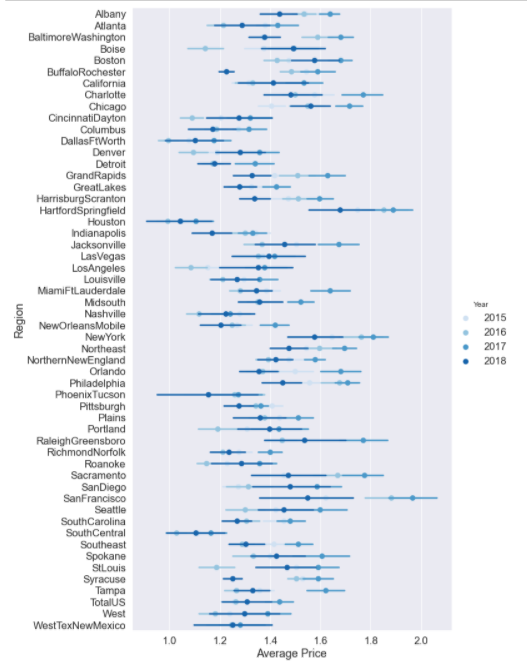 Albany
Atlanta
BaltimoreWashington
Boise
Boston
BuffaloRochester
California
Charlotte
Chicago
CincinnatiDayton
Columbus
DallasFtWorth
Denver
Detroit
GrandRapids
GreatLakes
HarrisburgScranton
HartfordSpringfield
Houston
Indianapolis
Jacksonville
LasVegas
LosAngeles
Louisville
MiamiFtLauderdale
Midsouth
Nashville
NewOrleansMobile
NewYork
Northeast
NorthernNewEngland
Orlando
Philadelphia
PhoenixTucson
Pittsburgh
Plains
Portland
RaleighGreensboro
RichmondNorfolk
Roanoke
Sacramento
SanDiego
SanFrancisco
Seattle
SouthCarolina
SouthCentral
Southeast
Spokane
StLouis
Syracuse
Tampa
TotalUS
West
WestTexNewMexico
Region
1.0 1.2 1.4 1.6 1.8 2.0
Average Price
Year
2015
2016
2017
2018